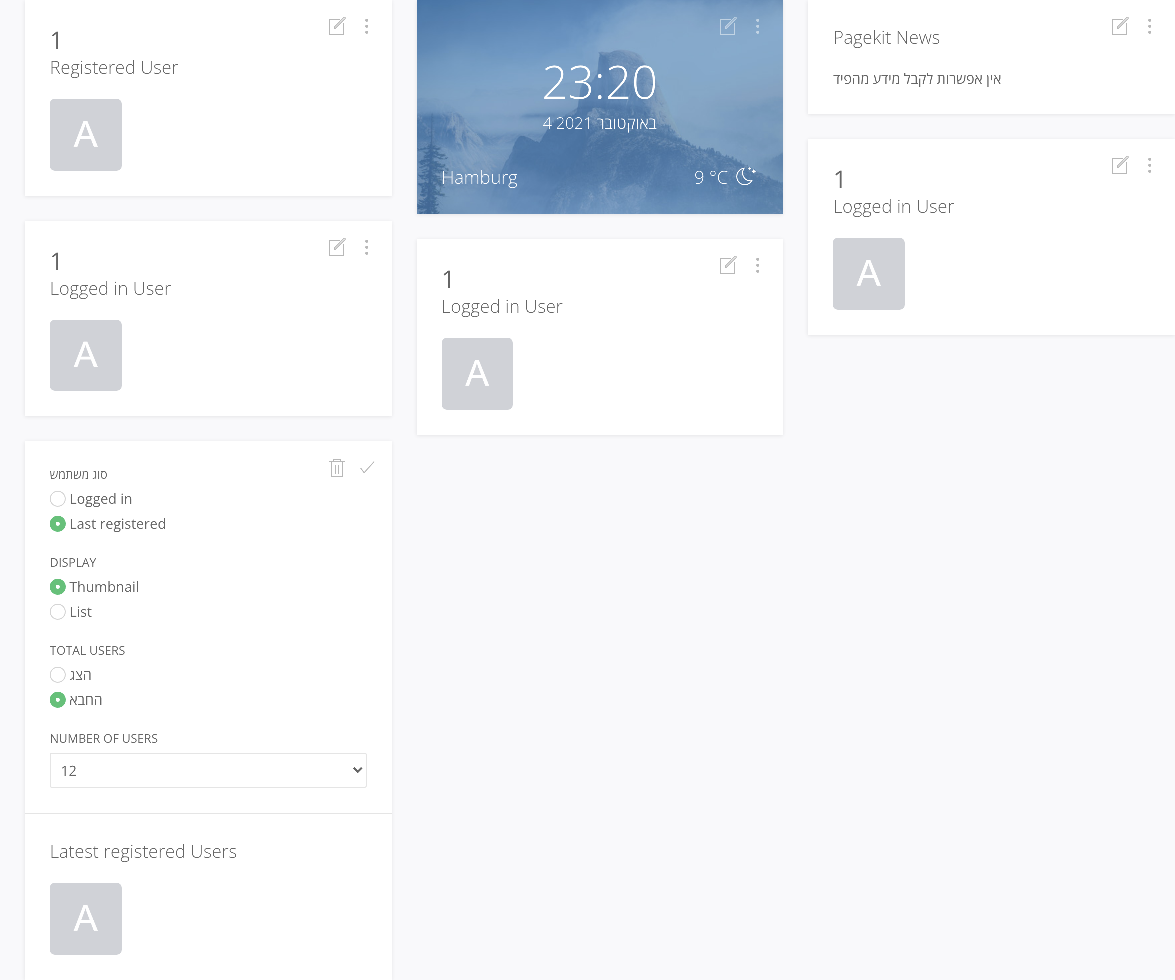 1
Registered User
A
1
Logged in User
A
סוג משתמש
Logged in
Last registered
DISPLAY
Thumbnail
List
TOTAL USERS
הצג
החבא
NUMBER OF USERS
12
Latest registered Users
A
23:20
4 באוקטובר 2021
Hamburg
9 °C
1
Logged in User
A
Pagekit News
אין אפשרות לקבל מידע מהפיד
1
Logged in User
A